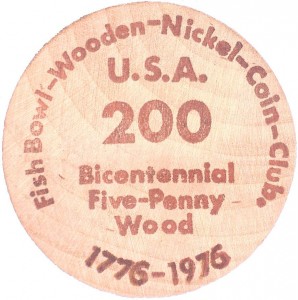 Fish Bowl-Wooden-Nickel-Coin-Club.
U.S.A.
200
Bicentennial
Five-Penny
Wood
1776-1976